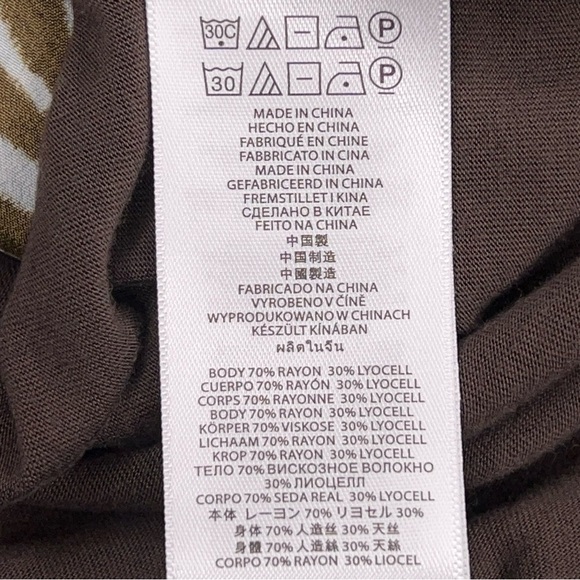 30C P
30 P
MADE IN CHINA
HECHO EN CHINA
FABRIQUÉ EN CHINE
FABBRICATO IN CINA
MADE IN CHINA
GEFABRICEERD IN CHINA
FREMSTILLET I KINA
СДЕЛАНО В КИТАЕ
FEITO NA CHINA
中国製
中国制造
中國製造
FABRICADO NA CHINA
VYROBENO V ČÍNĚ
WYPRODUKOWANO W CHINACH
KÉSZÜLT KÍNÁBAN
ผลิตในจีน
BODY 70% RAYON 30% LYOCELL
CUERPO 70% RAYÓN 30% LYOCELL
CORPS 70% RAYONNE 30% LYOCELL
BODY 70% RAYON 30% LYOCELL
KÖRPER 70% VISKOSE 30% LYOCELL
LICHAAM 70% RAYON 30% LYOCELL
KROP 70% RAYON 30% LYOCELL
ТЕЛО 70% ВИСКОЗНОЕ ВОЛОКНО
30% ЛИОЦЕЛЛ
CORPO 70% SEDA REAL 30% LYOCELL
本体 レーヨン 70% リヨセル 30%
身体 70% 人造丝 30% 天丝
身體 70% 人造絲 30% 天絲
CORPO 70% RAYON 30% LIOCEL